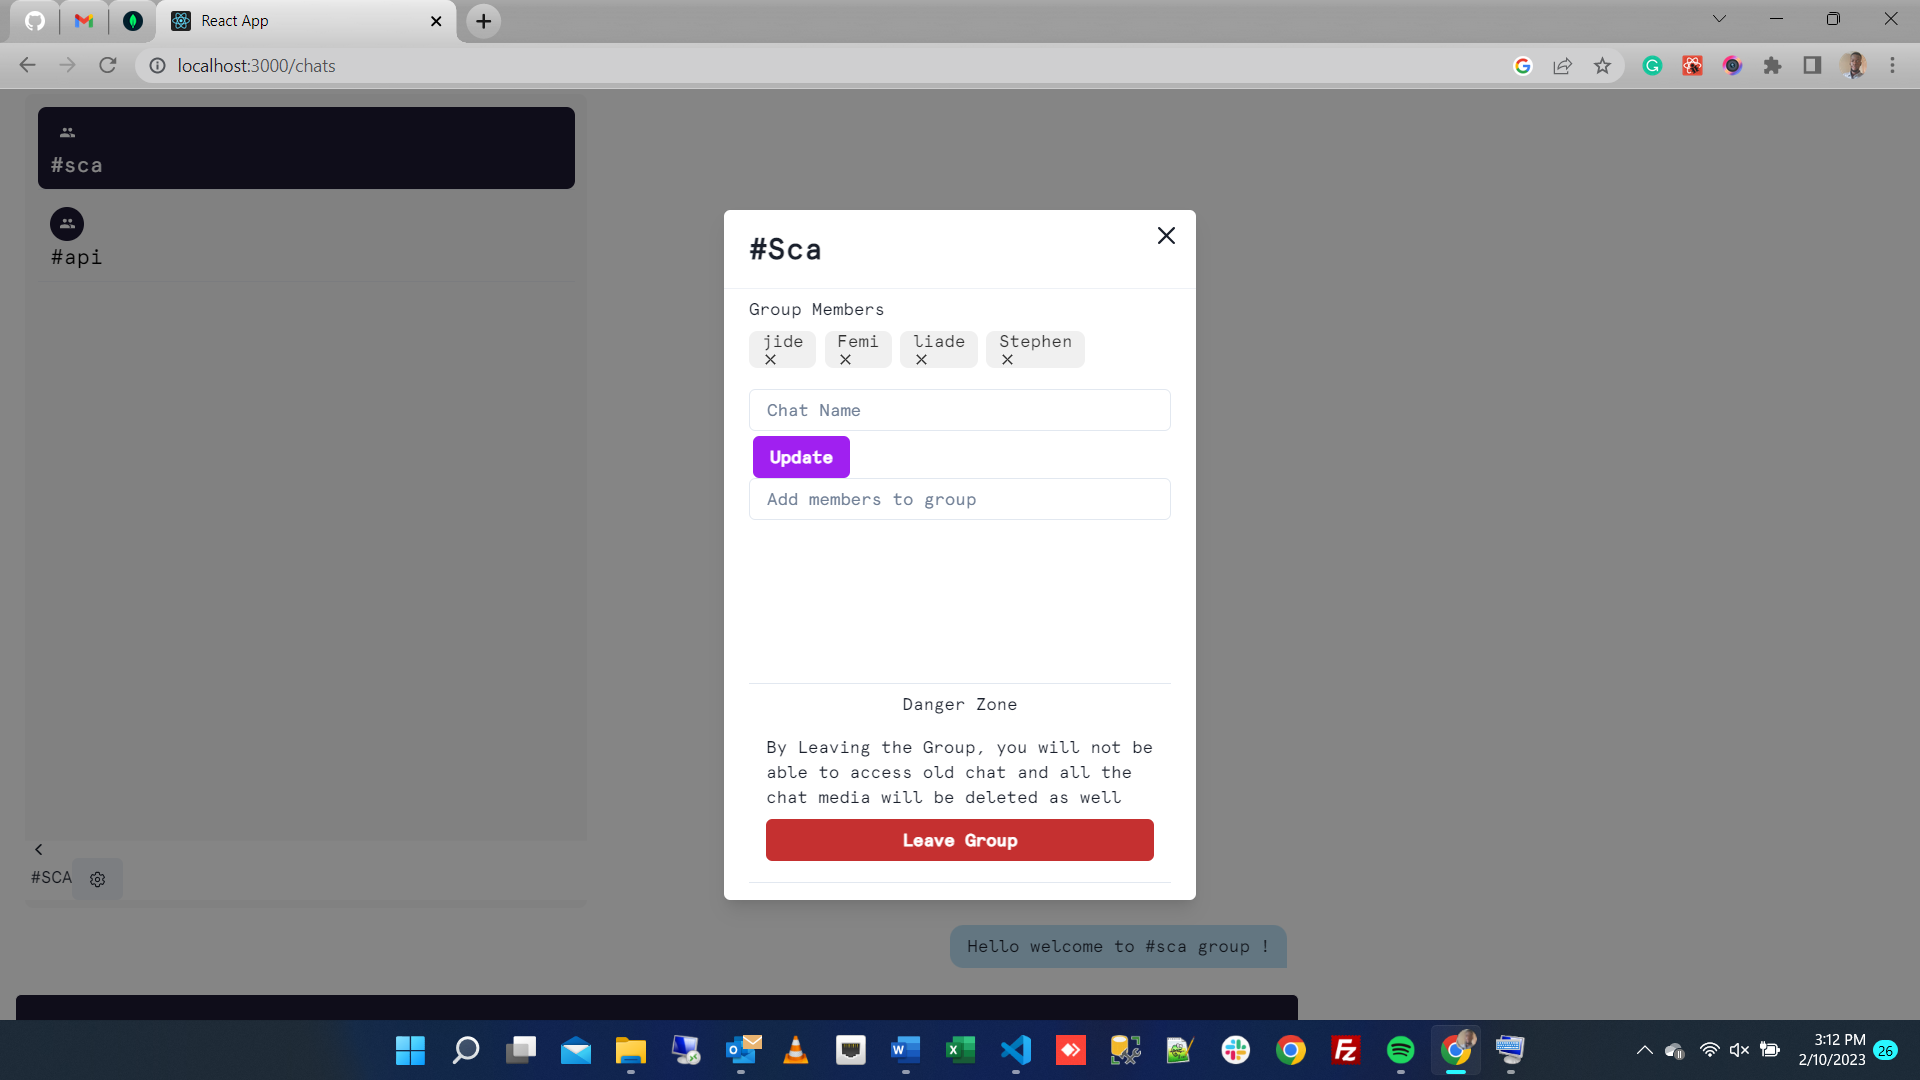 React App
localhost:3000/chats
#sca
#api
#Sca
Group Members
jide Femi liade Stephen
Chat Name
Update
Add members to group
Danger Zone
By Leaving the Group, you will not be
able to access old chat and all the
chat media will be deleted as well
Leave Group
#SCA
Hello welcome to #sca group !
3:12 PM
2/10/2023 26